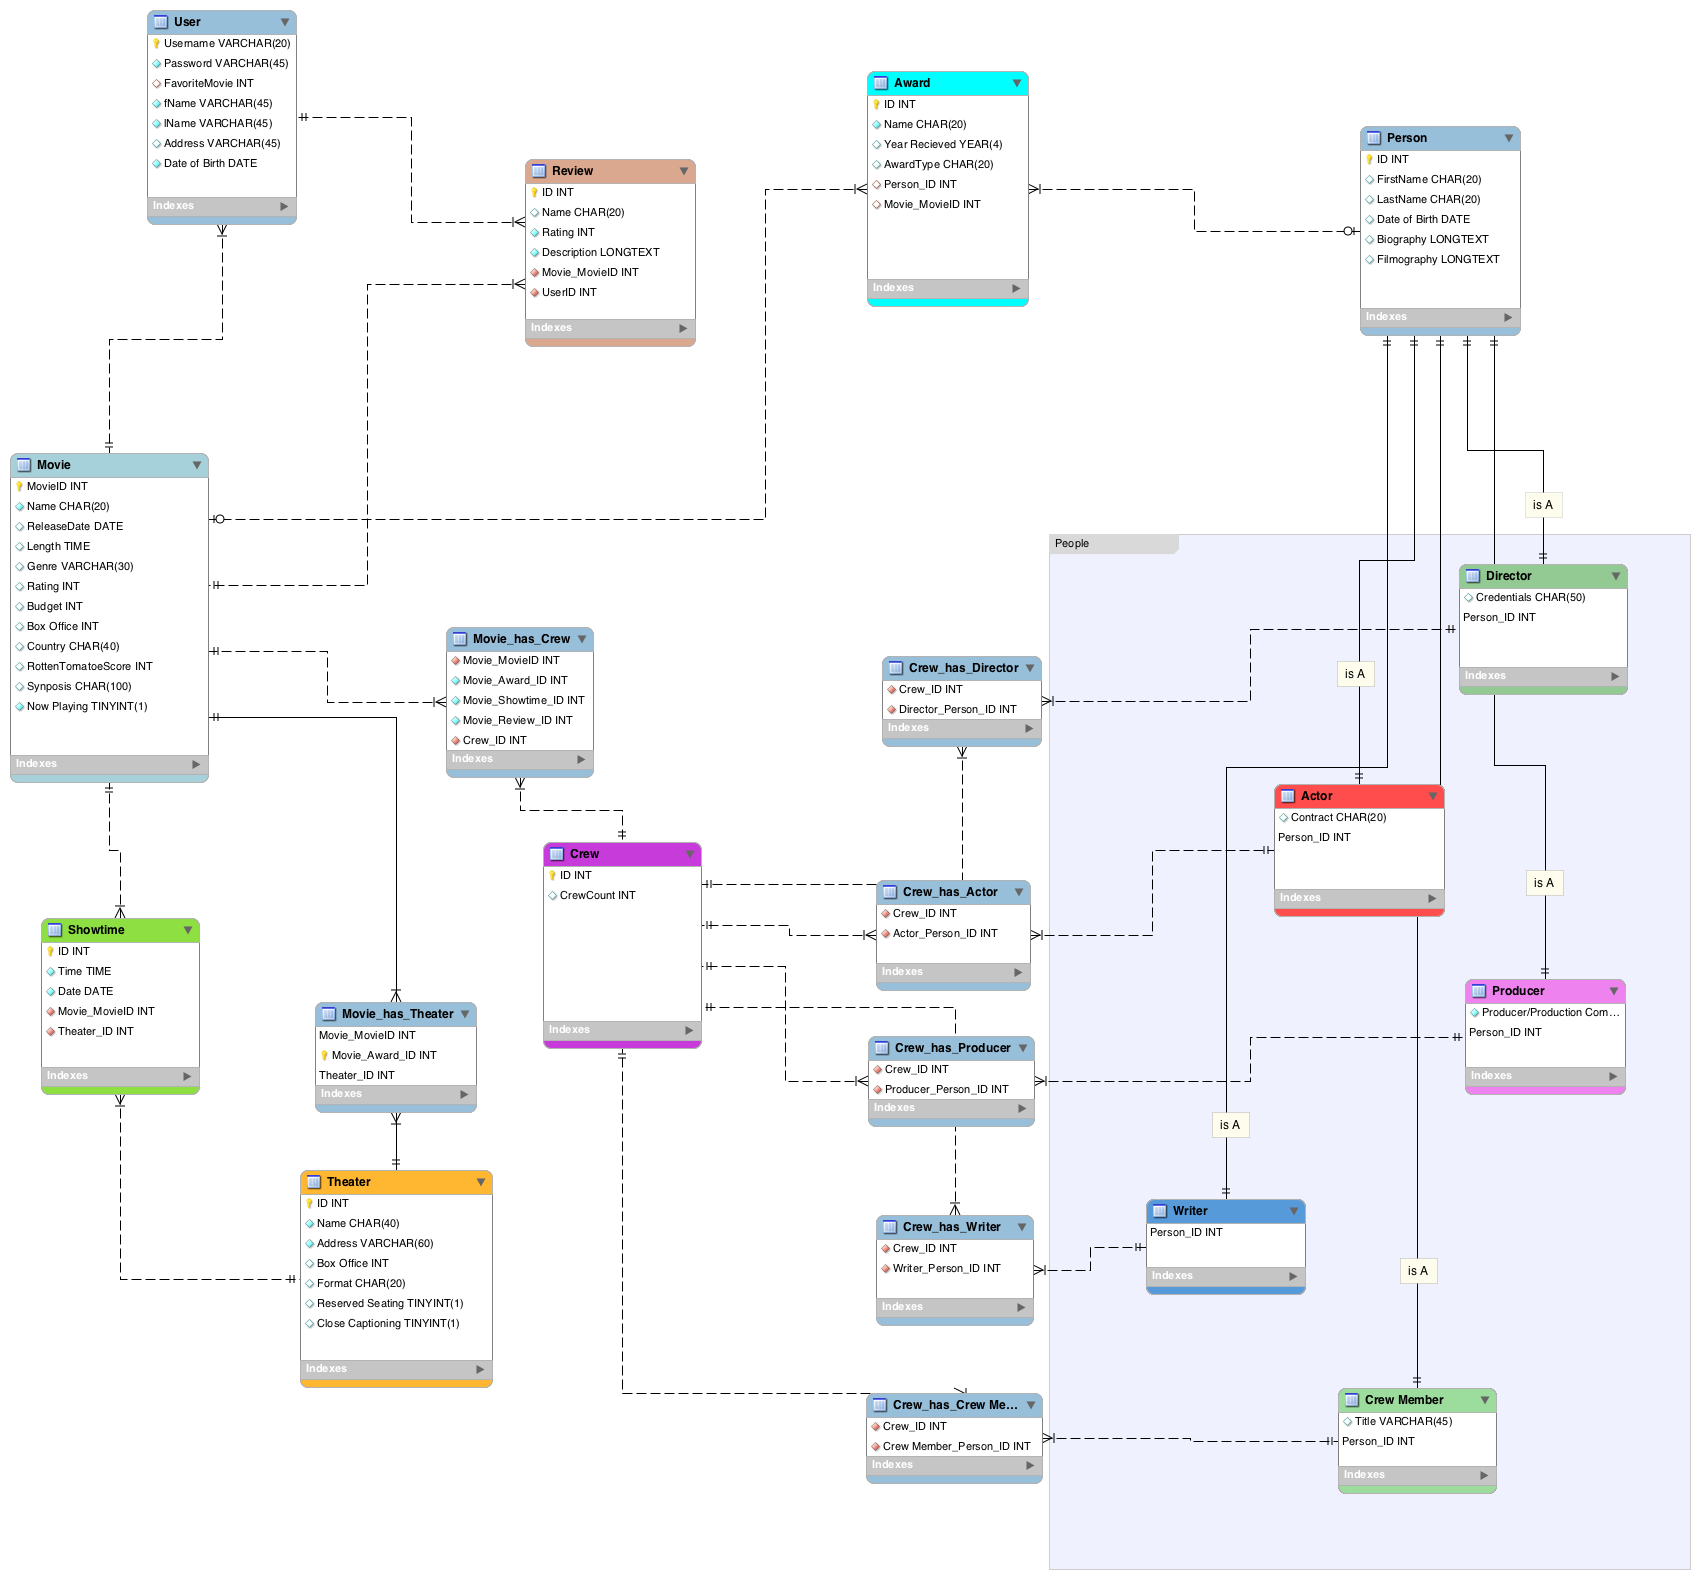 User
Username VARCHAR(20)
Password VARCHAR(45)
FavoriteMovie INT
fName VARCHAR(45)
lName VARCHAR(45)
Address VARCHAR(45)
Date of Birth DATE
Indexes
Review
ID INT
Name CHAR(20)
Rating INT
Description LONGTEXT
Movie_MovieID INT
UserID INT
Indexes
Award
ID INT
Name CHAR(20)
Year Recieved YEAR(4)
AwardType CHAR(20)
Person_ID INT
Movie_MovieID INT
Indexes
Person
ID INT
FirstName CHAR(20)
LastName CHAR(20)
Date of Birth DATE
Biography LONGTEXT
Filmography LONGTEXT
Indexes
Movie
MovieID INT
Name CHAR(20)
ReleaseDate DATE
Length TIME
Genre VARCHAR(30)
Rating INT
Budget INT
Box Office INT
Country CHAR(40)
RottenTomatoeScore INT
Synposis CHAR(100)
Now Playing TINYINT(1)
Indexes
Movie_has_Crew
Movie_MovieID INT
Movie_Award_ID INT
Movie_Showtime_ID INT
Movie_Review_ID INT
Crew_ID INT
Indexes
Crew
ID INT
CrewCount INT
Indexes
Showtime
ID INT
Time TIME
Date DATE
Movie_MovieID INT
Theater_ID INT
Indexes
Movie_has_Theater
Movie_MovieID INT
Movie_Award_ID INT
Theater_ID INT
Indexes
Theater
ID INT
Name CHAR(40)
Address VARCHAR(60)
Box Office INT
Format CHAR(20)
Reserved Seating TINYINT(1)
Close Captioning TINYINT(1)
Indexes
Crew_has_Director
Crew_ID INT
Director_Person_ID INT
Indexes
Crew_has_Actor
Crew_ID INT
Actor_Person_ID INT
Indexes
Crew_has_Producer
Crew_ID INT
Producer_Person_ID INT
Indexes
Crew_has_Writer
Crew_ID INT
Writer_Person_ID INT
Indexes
Crew_has_Crew Me...
Crew_ID INT
Crew Member_Person_ID INT
Indexes
People
is A
Director
Credentials CHAR(50)
Person_ID INT
Indexes
is A
Actor
Contract CHAR(20)
Person_ID INT
Indexes
is A
Producer
Producer/Production Com...
Person_ID INT
Indexes
is A
Writer
Person_ID INT
Indexes
is A
Crew Member
Title VARCHAR(45)
Person_ID INT
Indexes